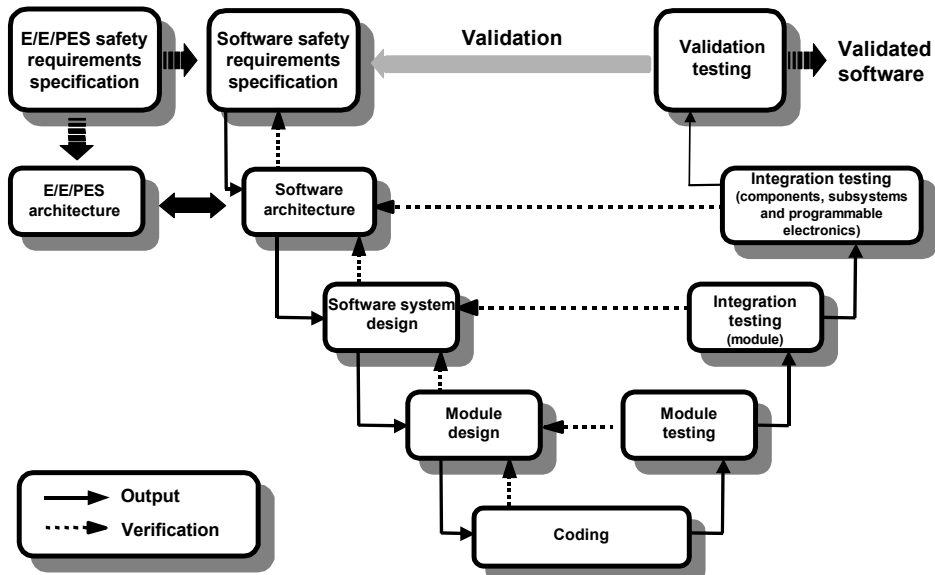 E/E/PES safety
requirements
specification
Software safety
requirements
specification
Validation
Validation
testing
Validated
software
E/E/PES
architecture
Software
architecture
Integration testing
(components, subsystems
and programmable
electronics)
Software system
design
Integration
testing
(module)
Module
design
Module
testing
Output
Verification
Coding